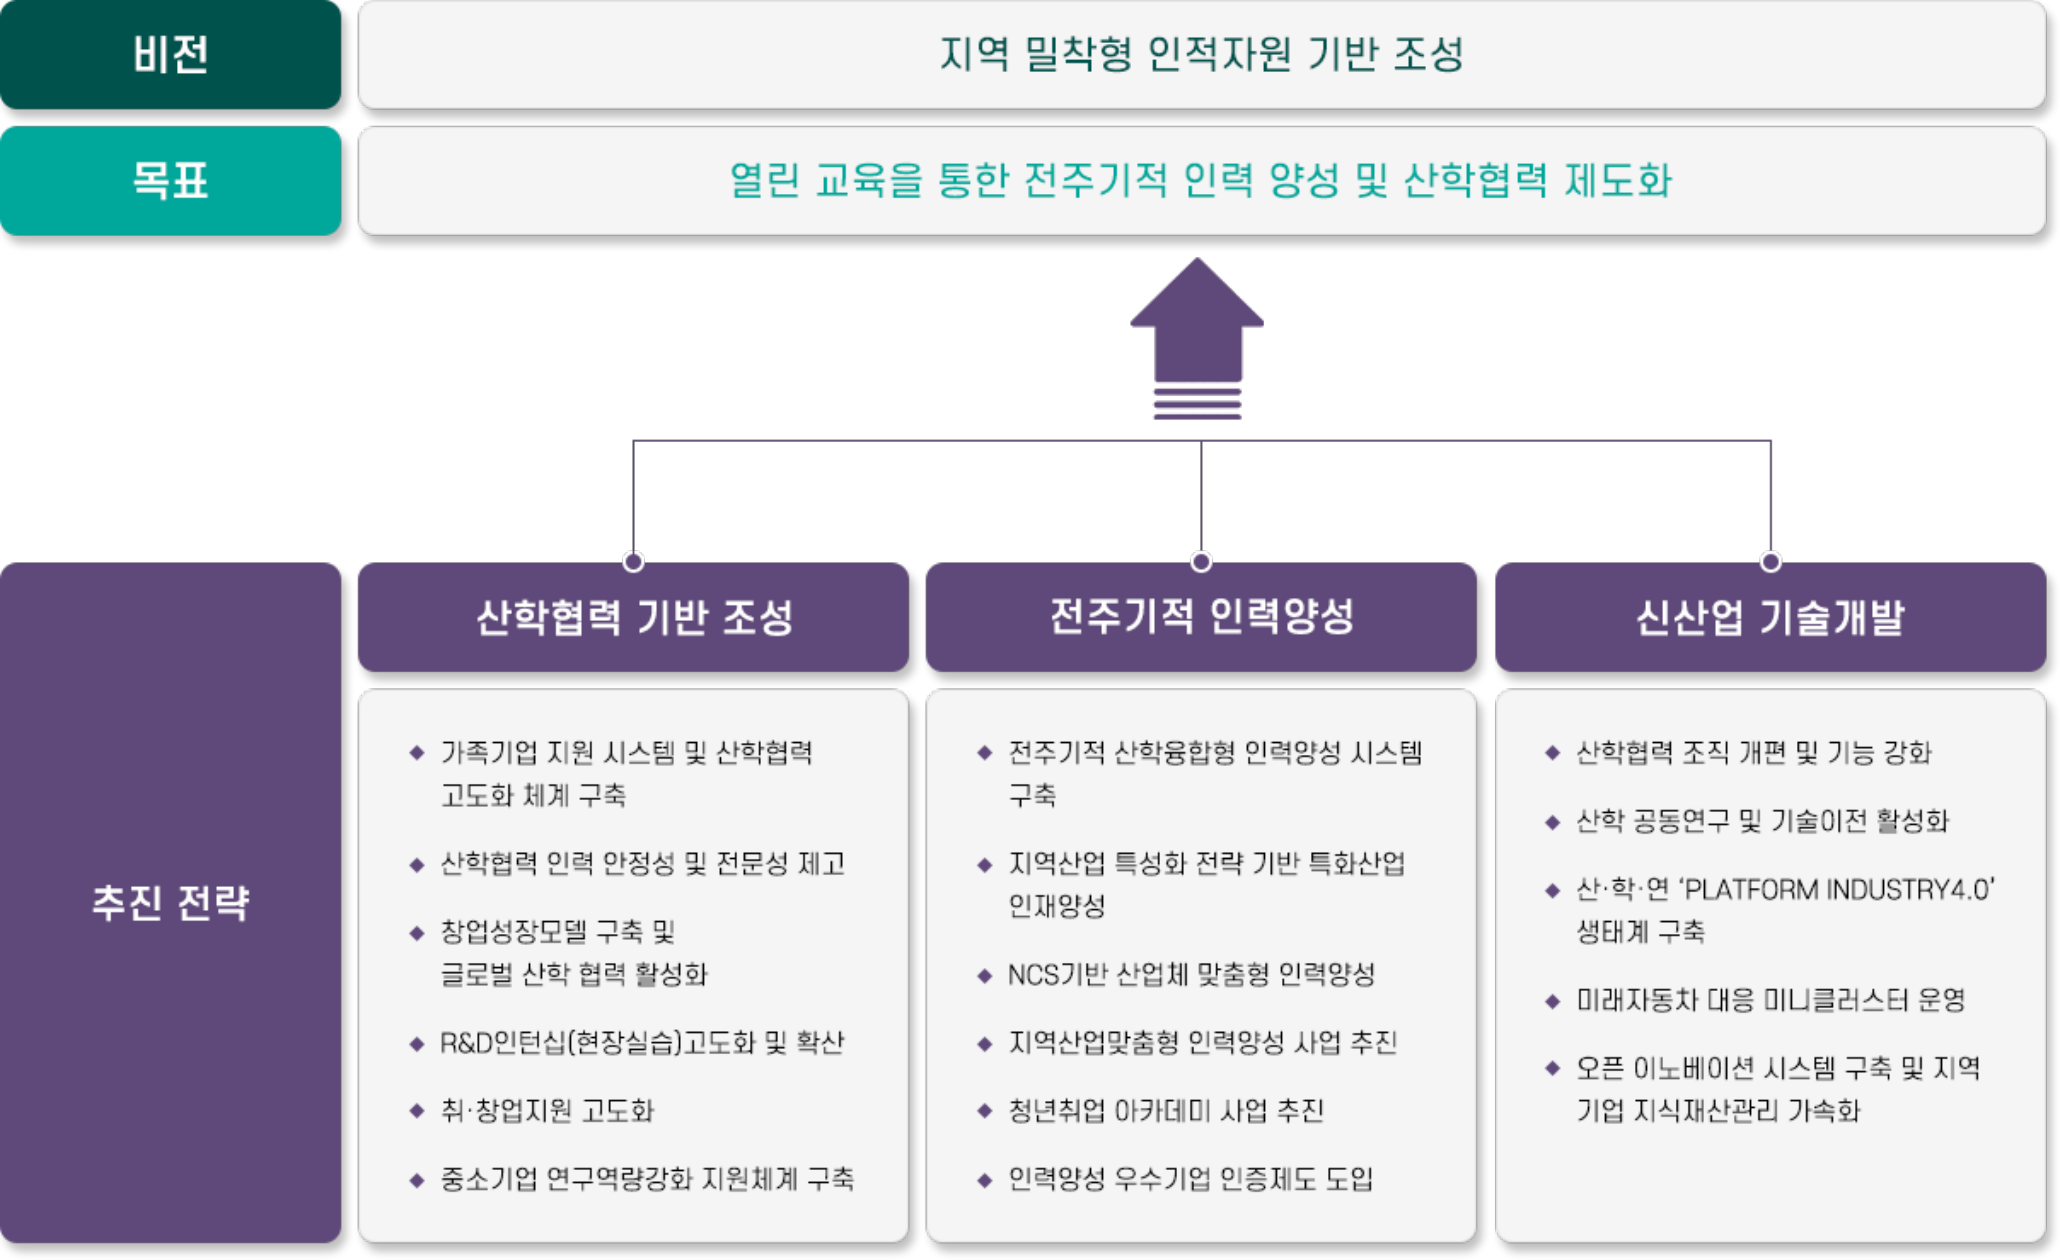 비전
지역 밀착형 인적자원 기반 조성
목표
열린 교육을 통한 전주기적 인력 양성 및 산학협력 제도화
추진 전략
산학협력 기반 조성
가족기업 지원 시스템 및 산학협력
고도화 체계 구축
산학협력 인력 안정성 및 전문성 제고
창업성장모델 구축 및
글로벌 산학 협력 활성화
R&D인턴십(현장실습)고도화 및 확산
취·창업지원 고도화
중소기업 연구역량강화 지원체계 구축
전주기적 인력양성
전주기적 산학융합형 인력양성 시스템
구축
지역산업 특성화 전략 기반 특화산업
인재양성
NCS기반 산업체 맞춤형 인력양성
지역산업맞춤형 인력양성 사업 추진
청년취업 아카데미 사업 추진
인력양성 우수기업 인증제도 도입
신산업 기술개발
산학협력 조직 개편 및 기능 강화
산학 공동연구 및 기술이전 활성화
산·학·연 ‘PLATFORM INDUSTRY4.0’
생태계 구축
미래자동차 대응 미니클러스터 운영
오픈 이노베이션 시스템 구축 및 지역
기업 지식재산관리 가속화